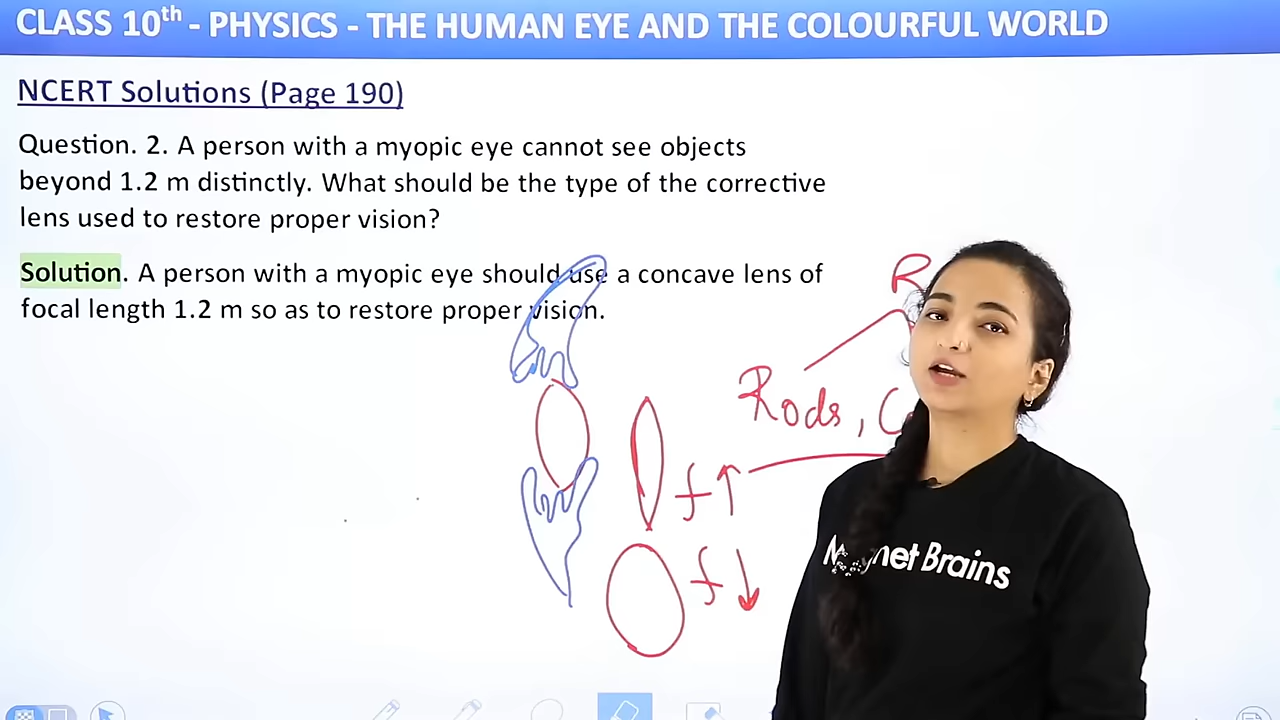 CLASS 10th - PHYSICS - THE HUMAN EYE AND THE COLOURFUL WORLD
NCERT Solutions (Page 190)
Question. 2. A person with a myopic eye cannot see objects
beyond 1.2 m distinctly. What should be the type of the corrective
lens used to restore proper vision?
Solution. A person with a myopic eye should use a concave lens of
focal length 1.2 m so as to restore proper vision.
R
Rods, C
f↑
f↓
Magnet Brains